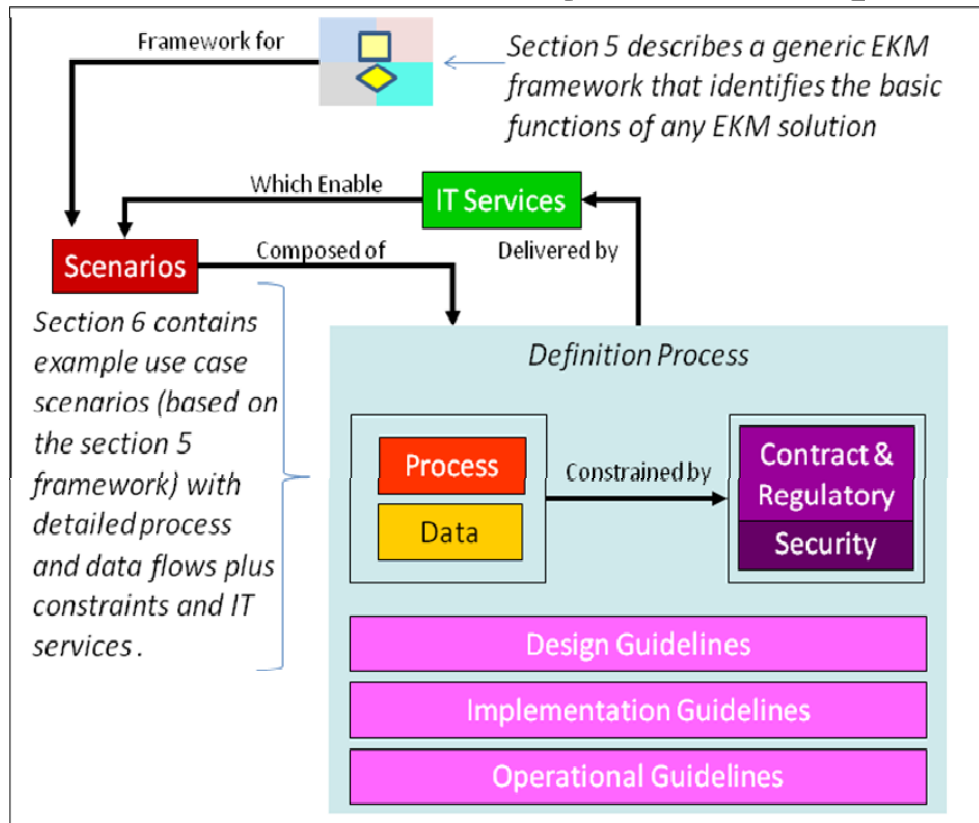 Framework for
Section 5 describes a generic EKM
framework that identifies the basic
functions of any EKM solution
Which Enable
IT Services
Scenarios
Composed of
Delivered by
Section 6 contains
example use case
scenarios (based on
the section 5
framework) with
detailed process
and data flows plus
constraints and IT
services .
Definition Process
Process
Data
Constrained by
Contract &
Regulatory
Security
Design Guidelines
Implementation Guidelines
Operational Guidelines